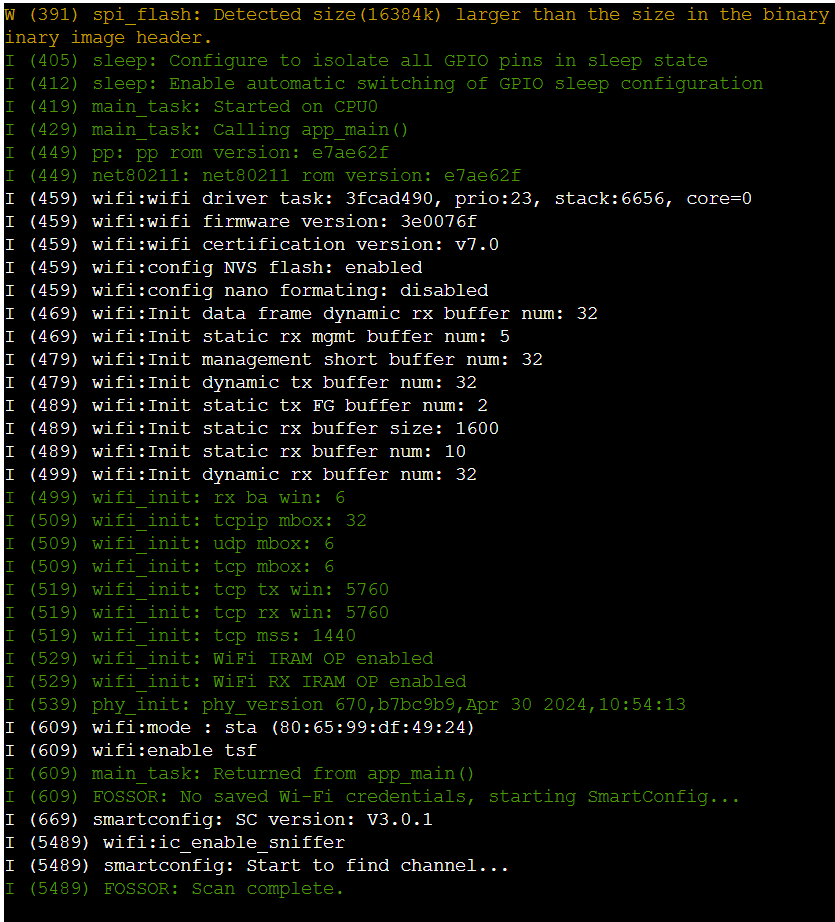 W (391) spi_flash: Detected size(16384k) larger than the size in the binary
inary image header.
I (405) sleep: Configure to isolate all GPIO pins in sleep state
I (412) sleep: Enable automatic switching of GPIO sleep configuration
I (419) main_task: Started on CPU0
I (429) main_task: Calling app_main()
I (449) pp: pp rom version: e7ae62f
I (449) net80211: net80211 rom version: e7ae62f
I (459) wifi:wifi driver task: 3fcad490, prio:23, stack:6656, core=0
I (459) wifi:wifi firmware version: 3e0076f
I (459) wifi:wifi certification version: v7.0
I (459) wifi:config NVS flash: enabled
I (459) wifi:config nano formating: disabled
I (469) wifi:Init data frame dynamic rx buffer num: 32
I (469) wifi:Init static rx mgmt buffer num: 5
I (479) wifi:Init management short buffer num: 32
I (479) wifi:Init dynamic tx buffer num: 32
I (489) wifi:Init static tx FG buffer num: 2
I (489) wifi:Init static rx buffer size: 1600
I (489) wifi:Init static rx buffer num: 10
I (499) wifi:Init dynamic rx buffer num: 32
I (499) wifi_init: rx ba win: 6
I (509) wifi_init: tcpip mbox: 32
I (509) wifi_init: udp mbox: 6
I (509) wifi_init: tcp mbox: 6
I (519) wifi_init: tcp tx win: 5760
I (519) wifi_init: tcp rx win: 5760
I (519) wifi_init: tcp mss: 1440
I (529) wifi_init: WiFi IRAM OP enabled
I (529) wifi_init: WiFi RX IRAM OP enabled
I (539) phy_init: phy_version 670,b7bc9b9,Apr 30 2024,10:54:13
I (609) wifi:mode : sta (80:65:99:df:49:24)
I (609) wifi:enable tsf
I (609) main_task: Returned from app_main()
I (609) FOSSOR: No saved Wi-Fi credentials, starting SmartConfig...
I (669) smartconfig: SC version: V3.0.1
I (5489) wifi:ic_enable_sniffer
I (5489) smartconfig: Start to find channel...
I (5489) FOSSOR: Scan complete.